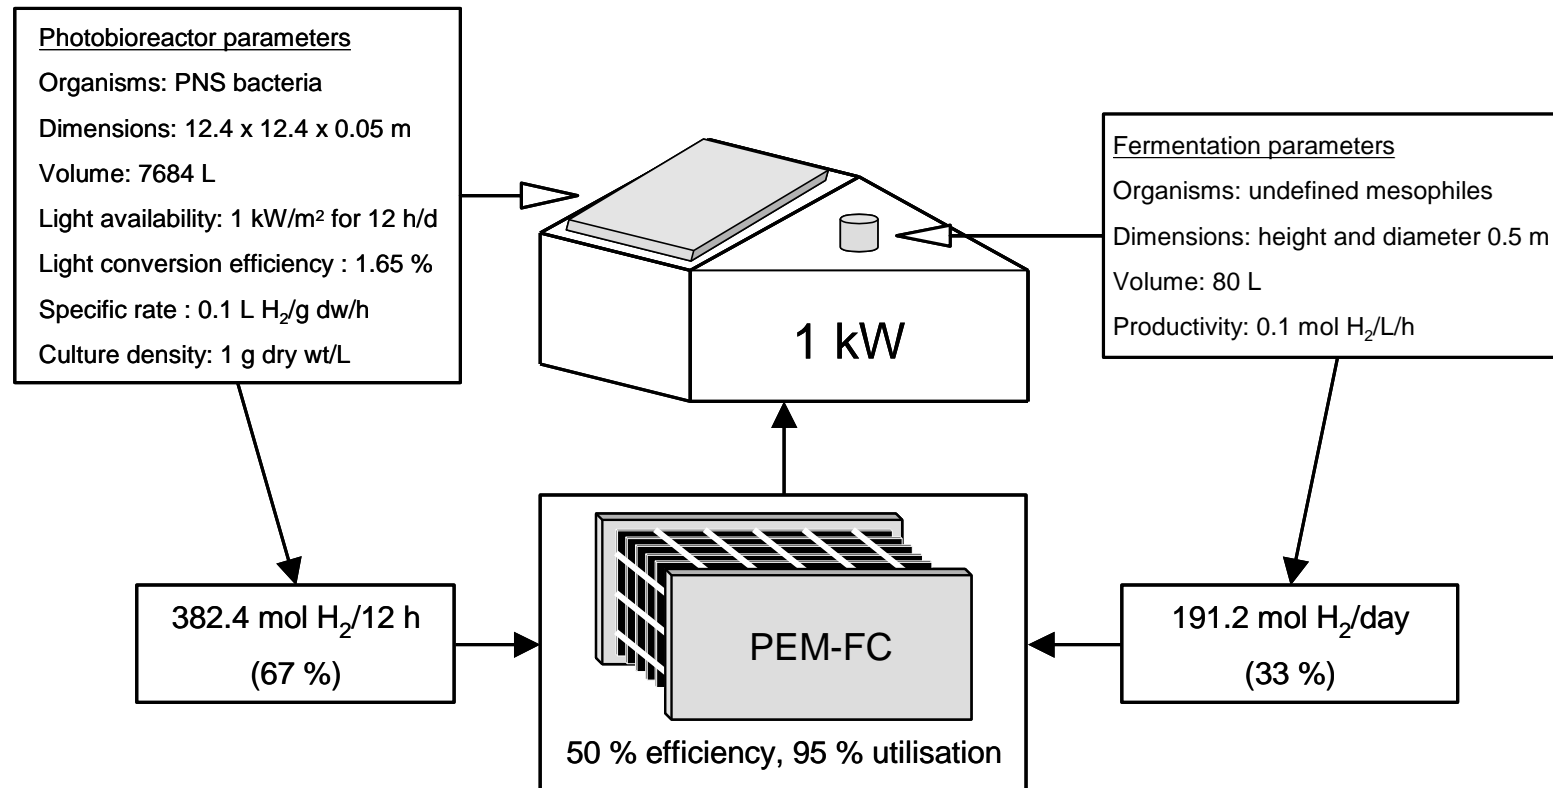 Photobioreactor parameters
Organisms: PNS bacteria
Dimensions: 12.4 x 12.4 x 0.05 m
Volume: 7684 L
Light availability: 1 kW/m² for 12 h/d
Light conversion efficiency : 1.65 %
Specific rate : 0.1 L H₂/g dw/h
Culture density: 1 g dry wt/L
Fermentation parameters
Organisms: undefined mesophiles
Dimensions: height and diameter 0.5 m
Volume: 80 L
Productivity: 0.1 mol H₂/L/h
1 kW
382.4 mol H₂/12 h
(67 %)
PEM-FC
50 % efficiency, 95 % utilisation
191.2 mol H₂/day
(33 %)